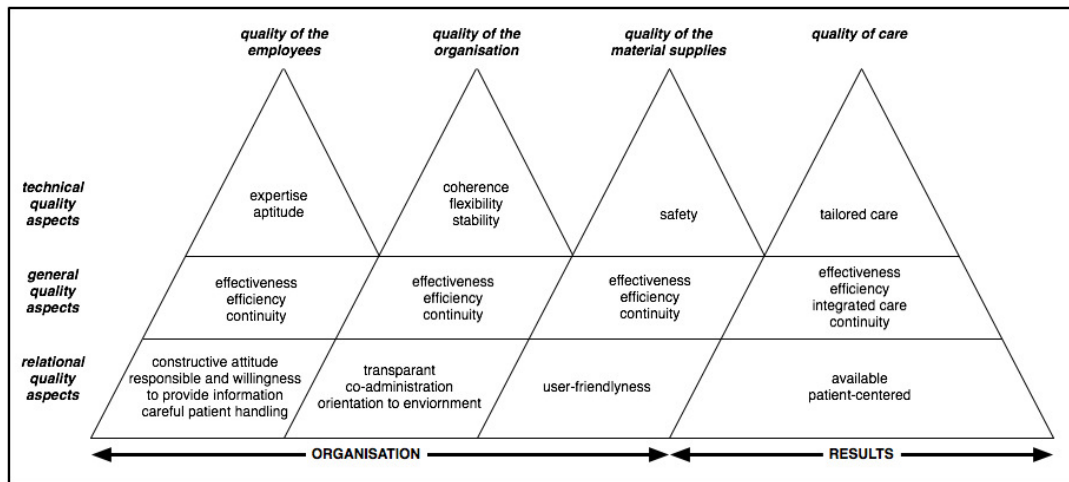 quality of the
employees
quality of the
organisation
quality of the
material supplies
quality of care
technical
quality
aspects
expertise
aptitude
coherence
flexibility
stability
safety
tailored care
general
quality
aspects
effectiveness
efficiency
continuity
effectiveness
efficiency
continuity
effectiveness
efficiency
continuity
effectiveness
efficiency
integrated care
continuity
relational
quality
aspects
constructive attitude
responsible and willingness
to provide information
careful patient handling
transparant
co-administration
orientation to enviornment
user-friendlyness
available
patient-centered
ORGANISATION
RESULTS